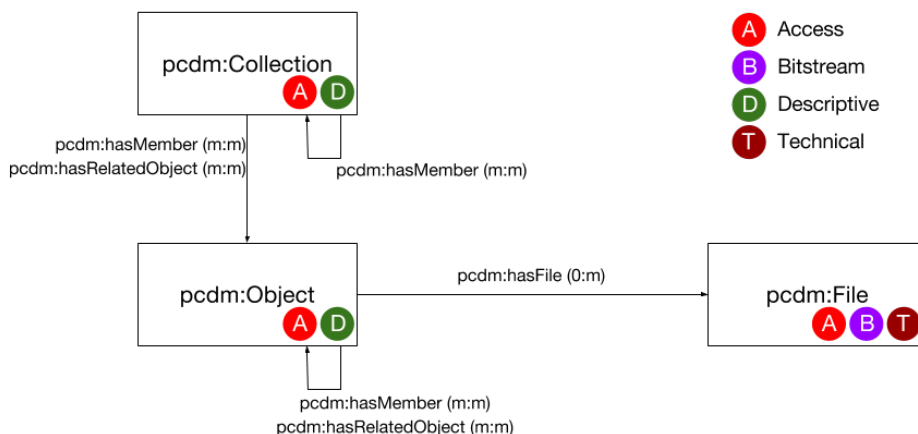 pcdm:Collection
A D
A Access
B Bitstream
D Descriptive
T Technical
pcdm:hasMember (m:m)
pcdm:hasRelatedObject (m:m)
pcdm:hasMember (m:m)
pcdm:Object
A D
pcdm:hasFile (0:m)
pcdm:File
A B T
pcdm:hasMember (m:m)
pcdm:hasRelatedObject (m:m)